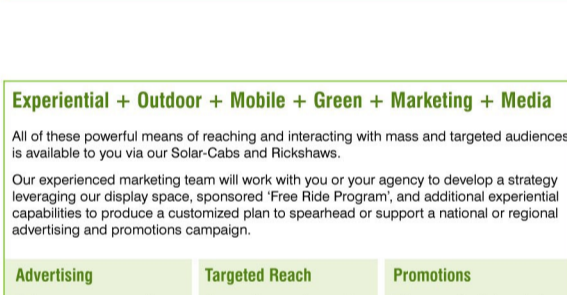 Experiential + Outdoor + Mobile + Green + Marketing + Media
All of these powerful means of reaching and interacting with mass and targeted audiences
is available to you via our Solar-Cabs and Rickshaws.
Our experienced marketing team will work with you or your agency to develop a strategy
leveraging our display space, sponsored ‘Free Ride Program’, and additional experiential
capabilities to produce a customized plan to spearhead or support a national or regional
advertising and promotions campaign.
Advertising Targeted Reach Promotions